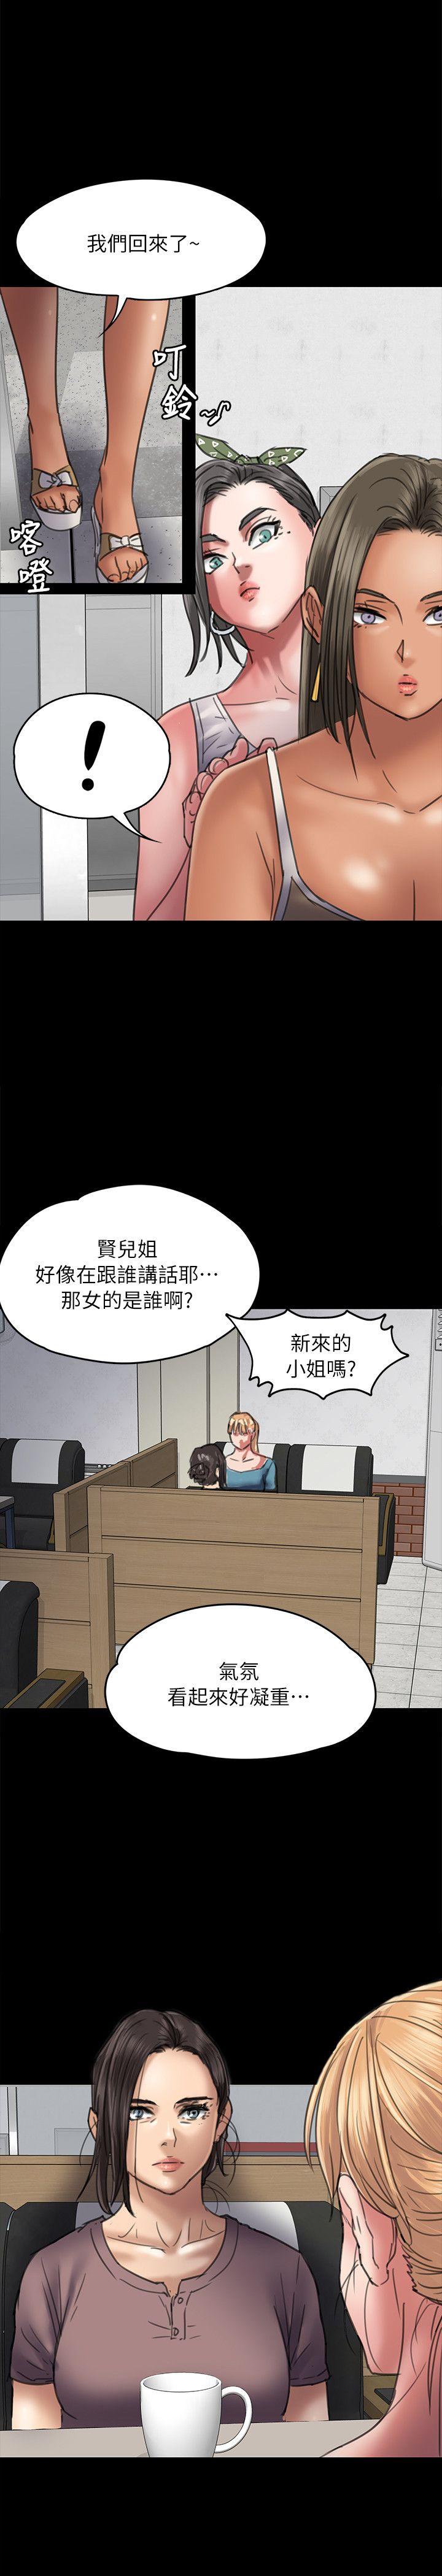 我們回來了~
叮
鈴~♪
喀
噔
!
賢兒姐
好像在跟誰講話耶…
那女的是誰啊?
新來的
小姐嗎?
氣氛
看起來好凝重…